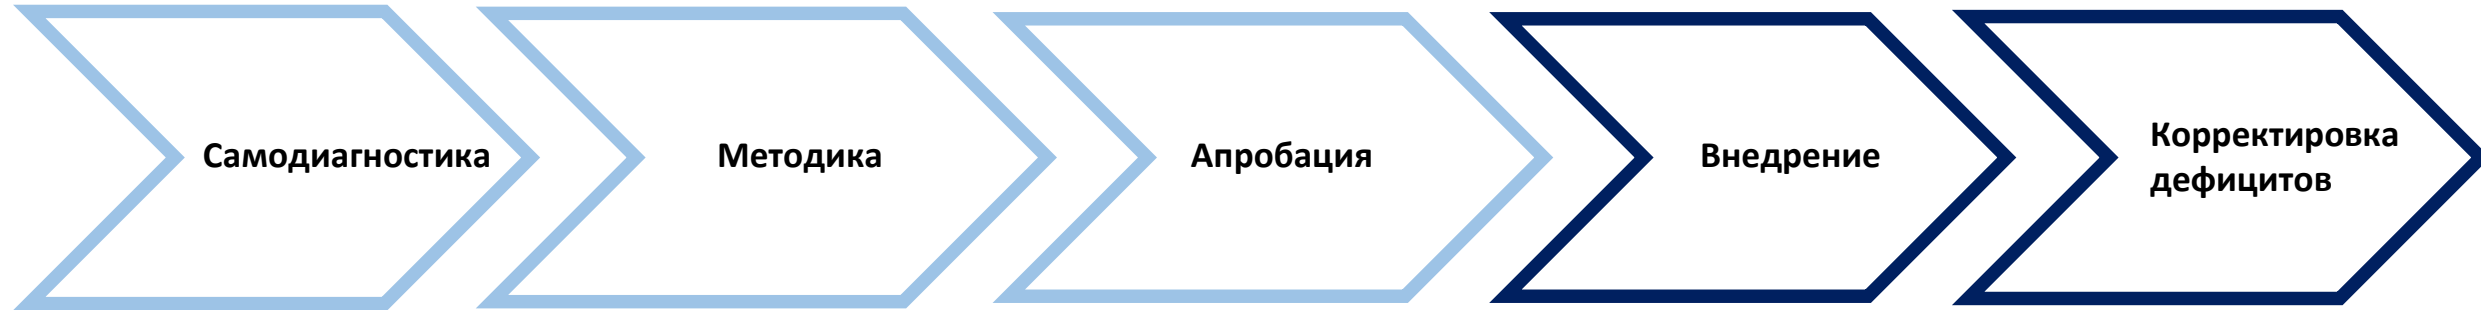 Самодиагностика
Методика
Апробация
Внедрение
Корректировка
дефицитов